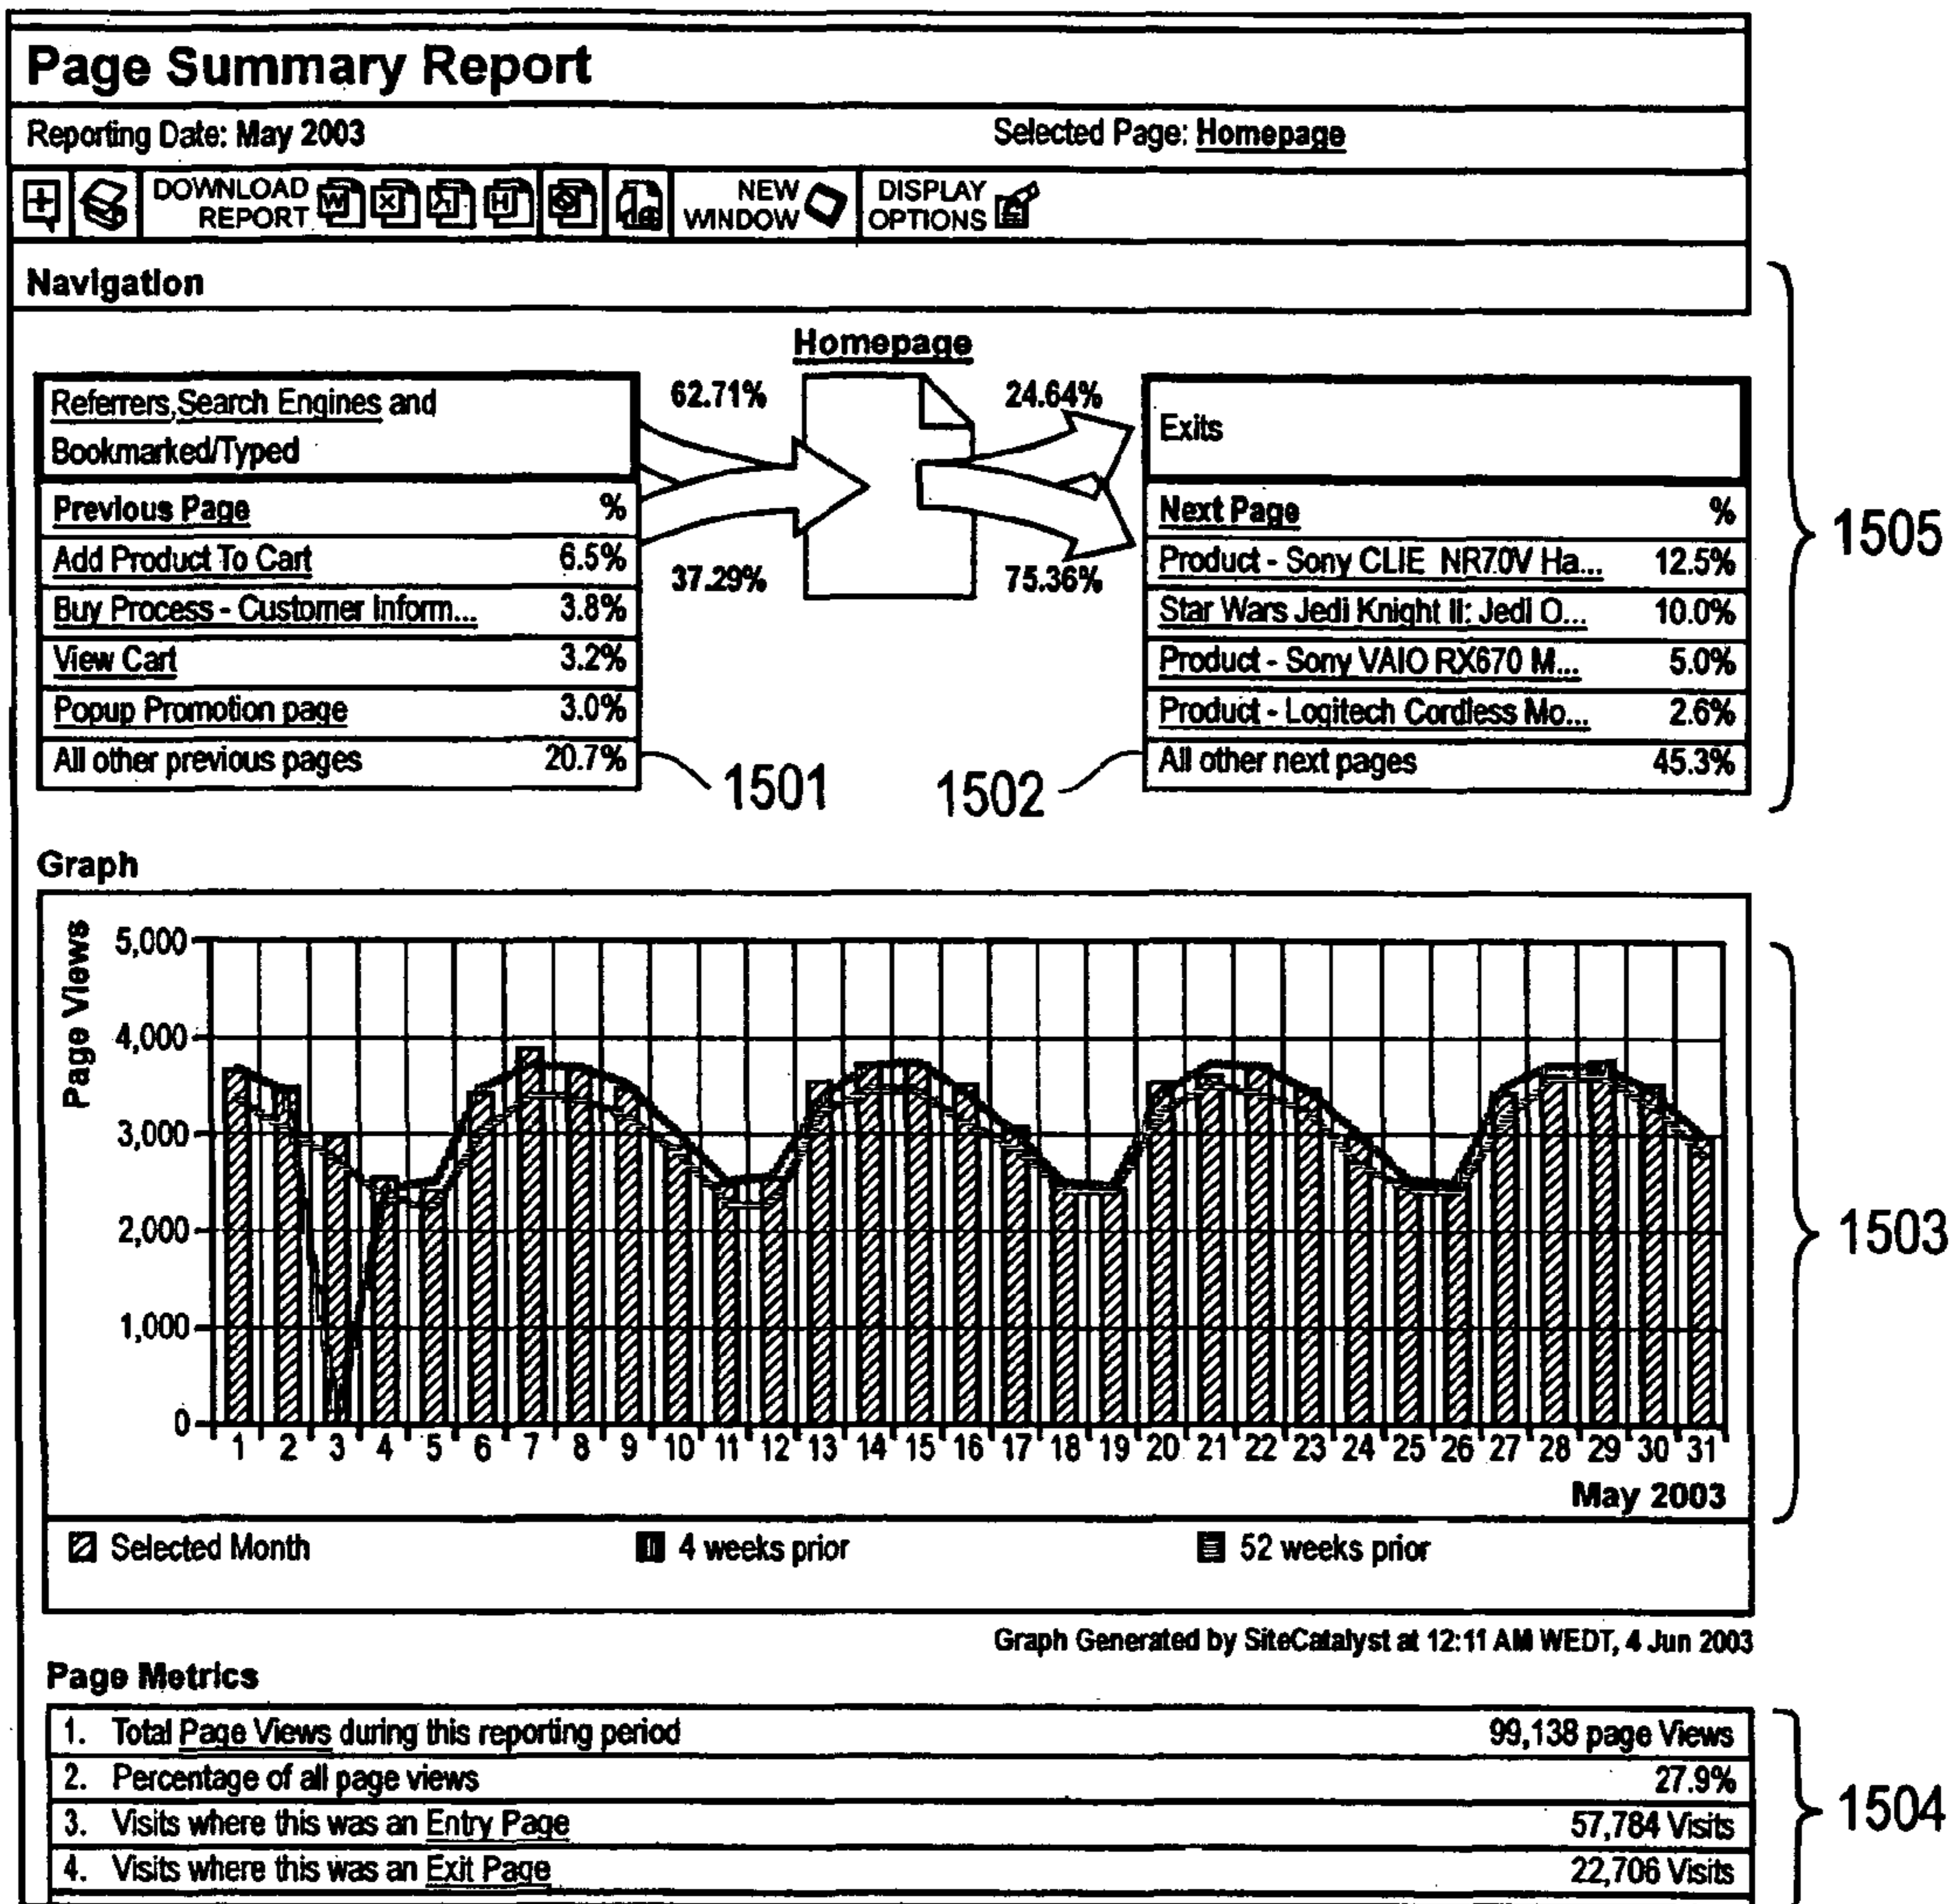 Page Summary Report
Reporting Date: May 2003
Selected Page: Homepage
DOWNLOAD REPORT
W X H
NEW WINDOW
DISPLAY OPTIONS
Navigation
Homepage
Referrers, Search Engines and
Bookmarked/Typed
Previous Page %
Add Product To Cart 6.5%
Buy Process - Customer Inform... 3.8%
View Cart 3.2%
Popup Promotion page 3.0%
All other previous pages 20.7%
62.71%
37.29%
24.64%
75.36%
Exits
Next Page %
Product - Sony CLIE NR70V Ha... 12.5%
Star Wars Jedi Knight II: Jedi O... 10.0%
Product - Sony VAIO RX670 M... 5.0%
Product - Logitech Cordless Mo... 2.6%
All other next pages 45.3%
1501
1502
1505
Graph
Page Views
5,000
4,000
3,000
2,000
1,000
0
1 2 3 4 5 6 7 8 9 10 11 12 13 14 15 16 17 18 19 20 21 22 23 24 25 26 27 28 29 30 31
May 2003
Selected Month
4 weeks prior
52 weeks prior
1503
Graph Generated by SiteCatalyst at 12:11 AM WEDT, 4 Jun 2003
Page Metrics
1. Total Page Views during this reporting period 99,138 page Views
2. Percentage of all page views 27.9%
3. Visits where this was an Entry Page 57,784 Visits
4. Visits where this was an Exit Page 22,706 Visits
1504